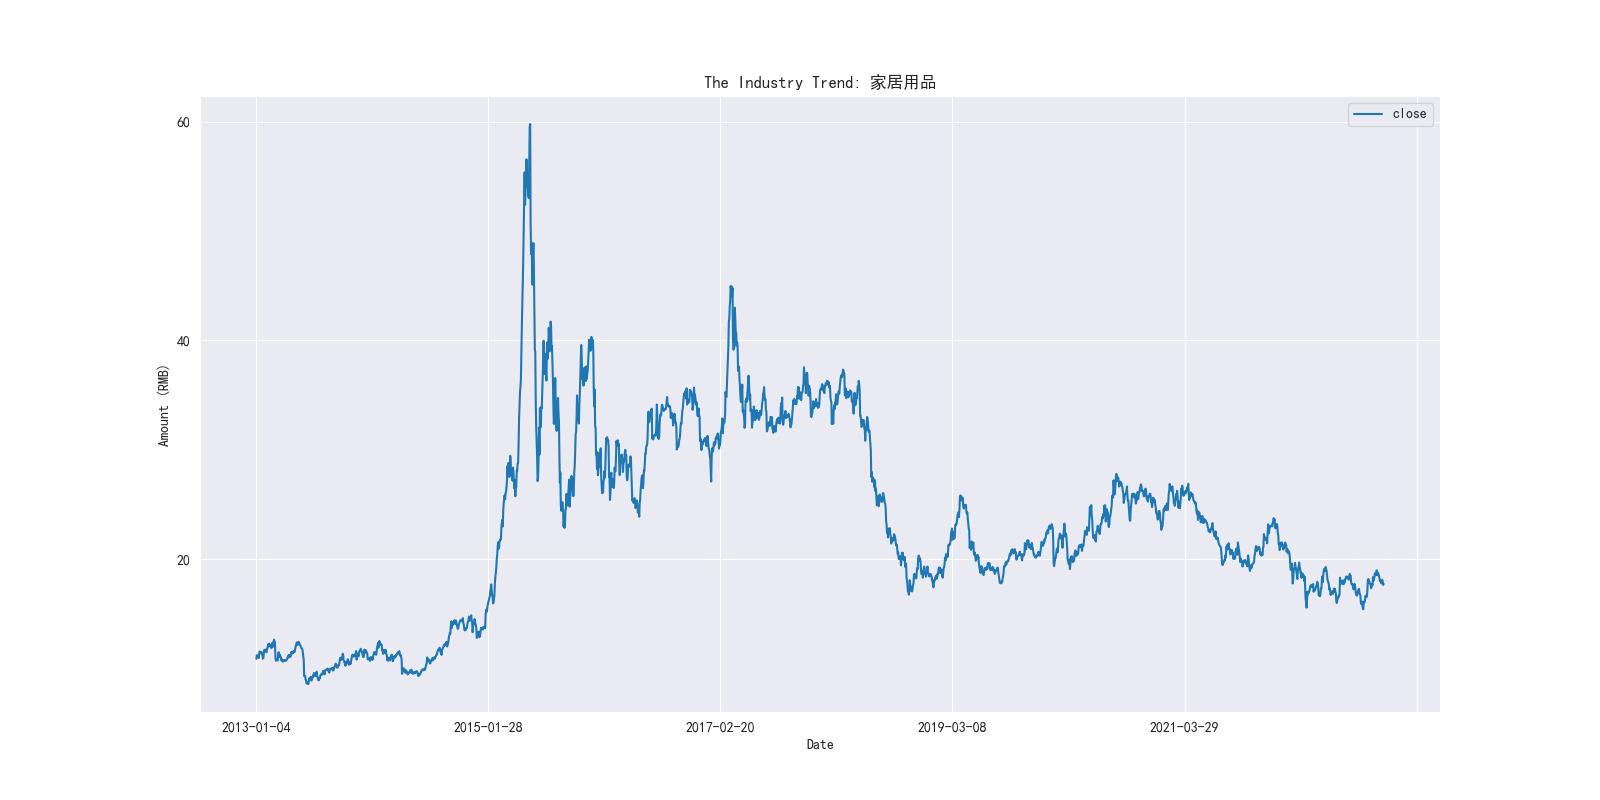 The Industry Trend: 家居用品
close
60
40
20
Amount (RMB)
2013-01-04
2015-01-28
2017-02-20
2019-03-08
2021-03-29
Date